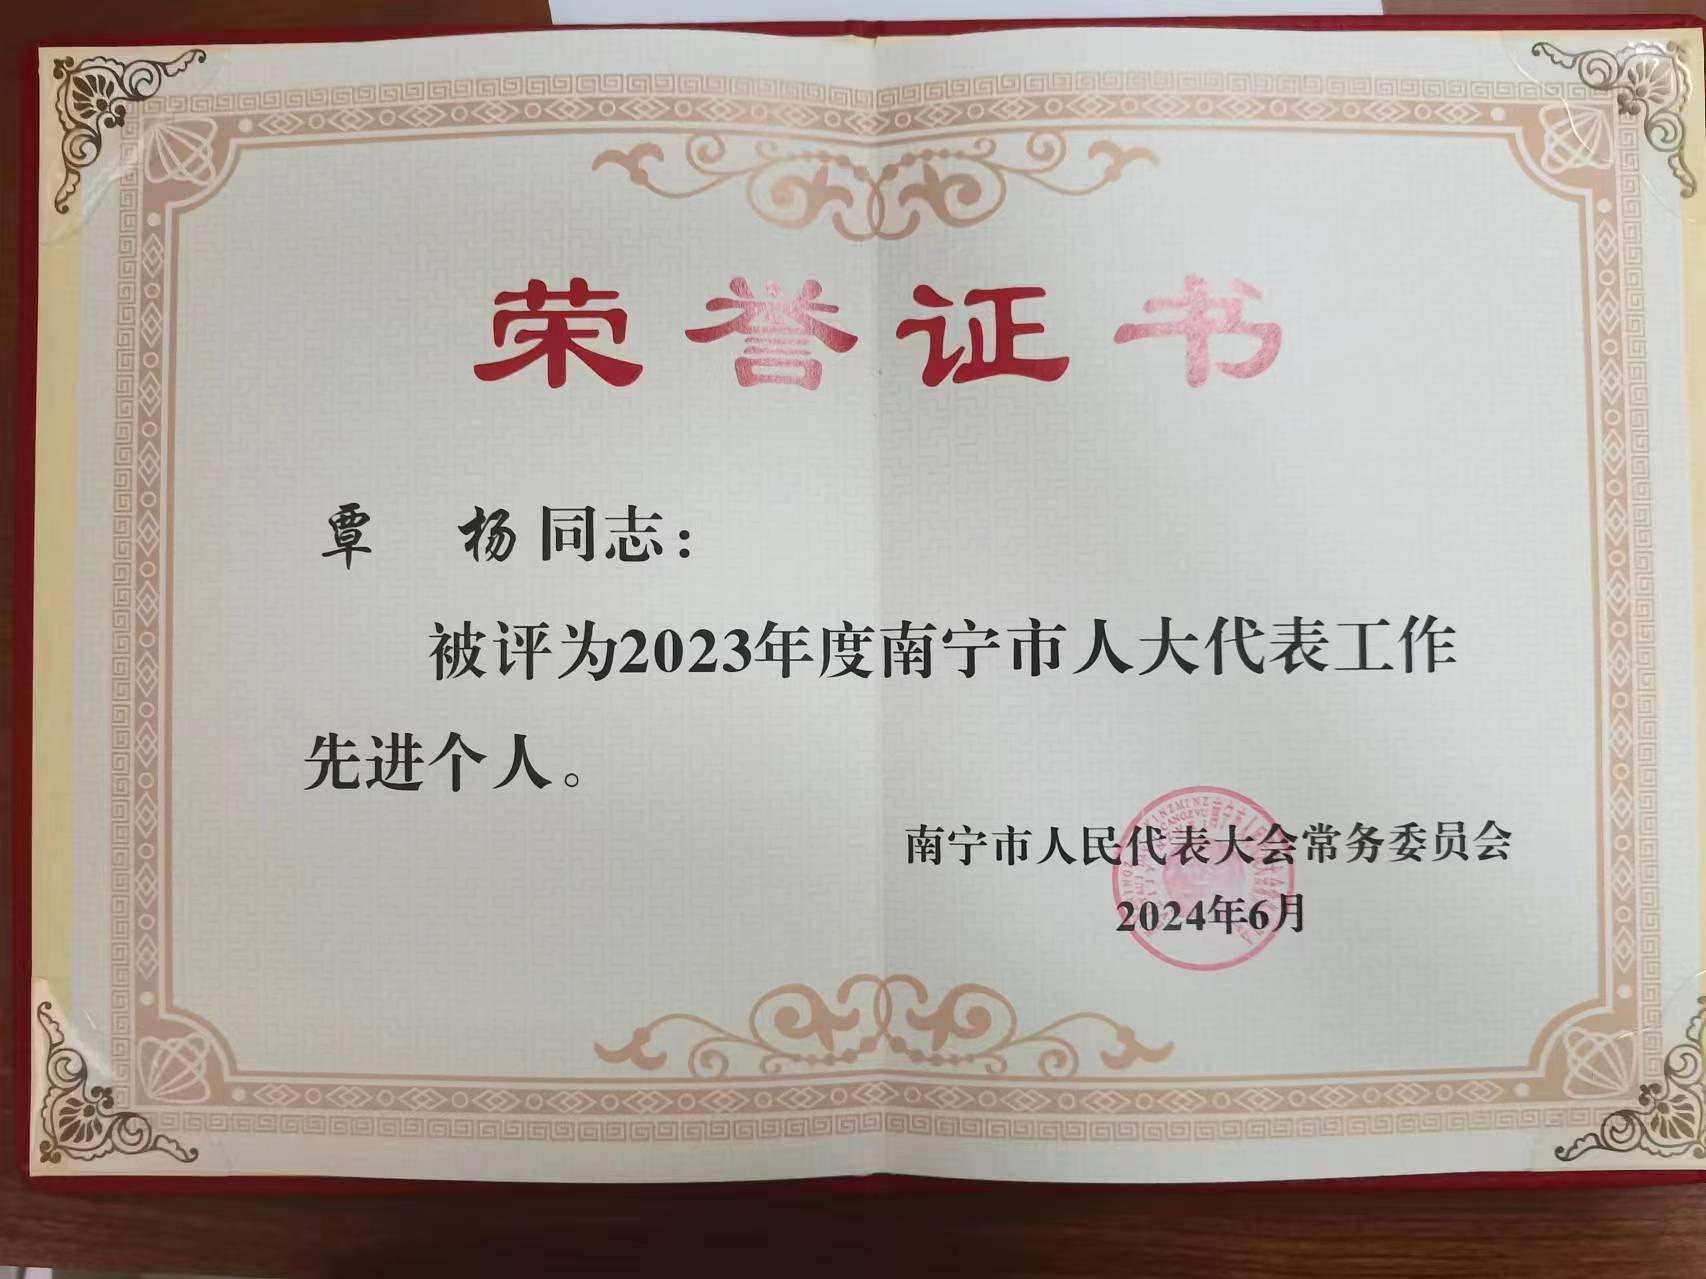 荣誉证书
覃 杨同志：
被评为2023年度南宁市人大代表工作
先进个人。
南宁市人民代表大会常务委员会
2024年6月